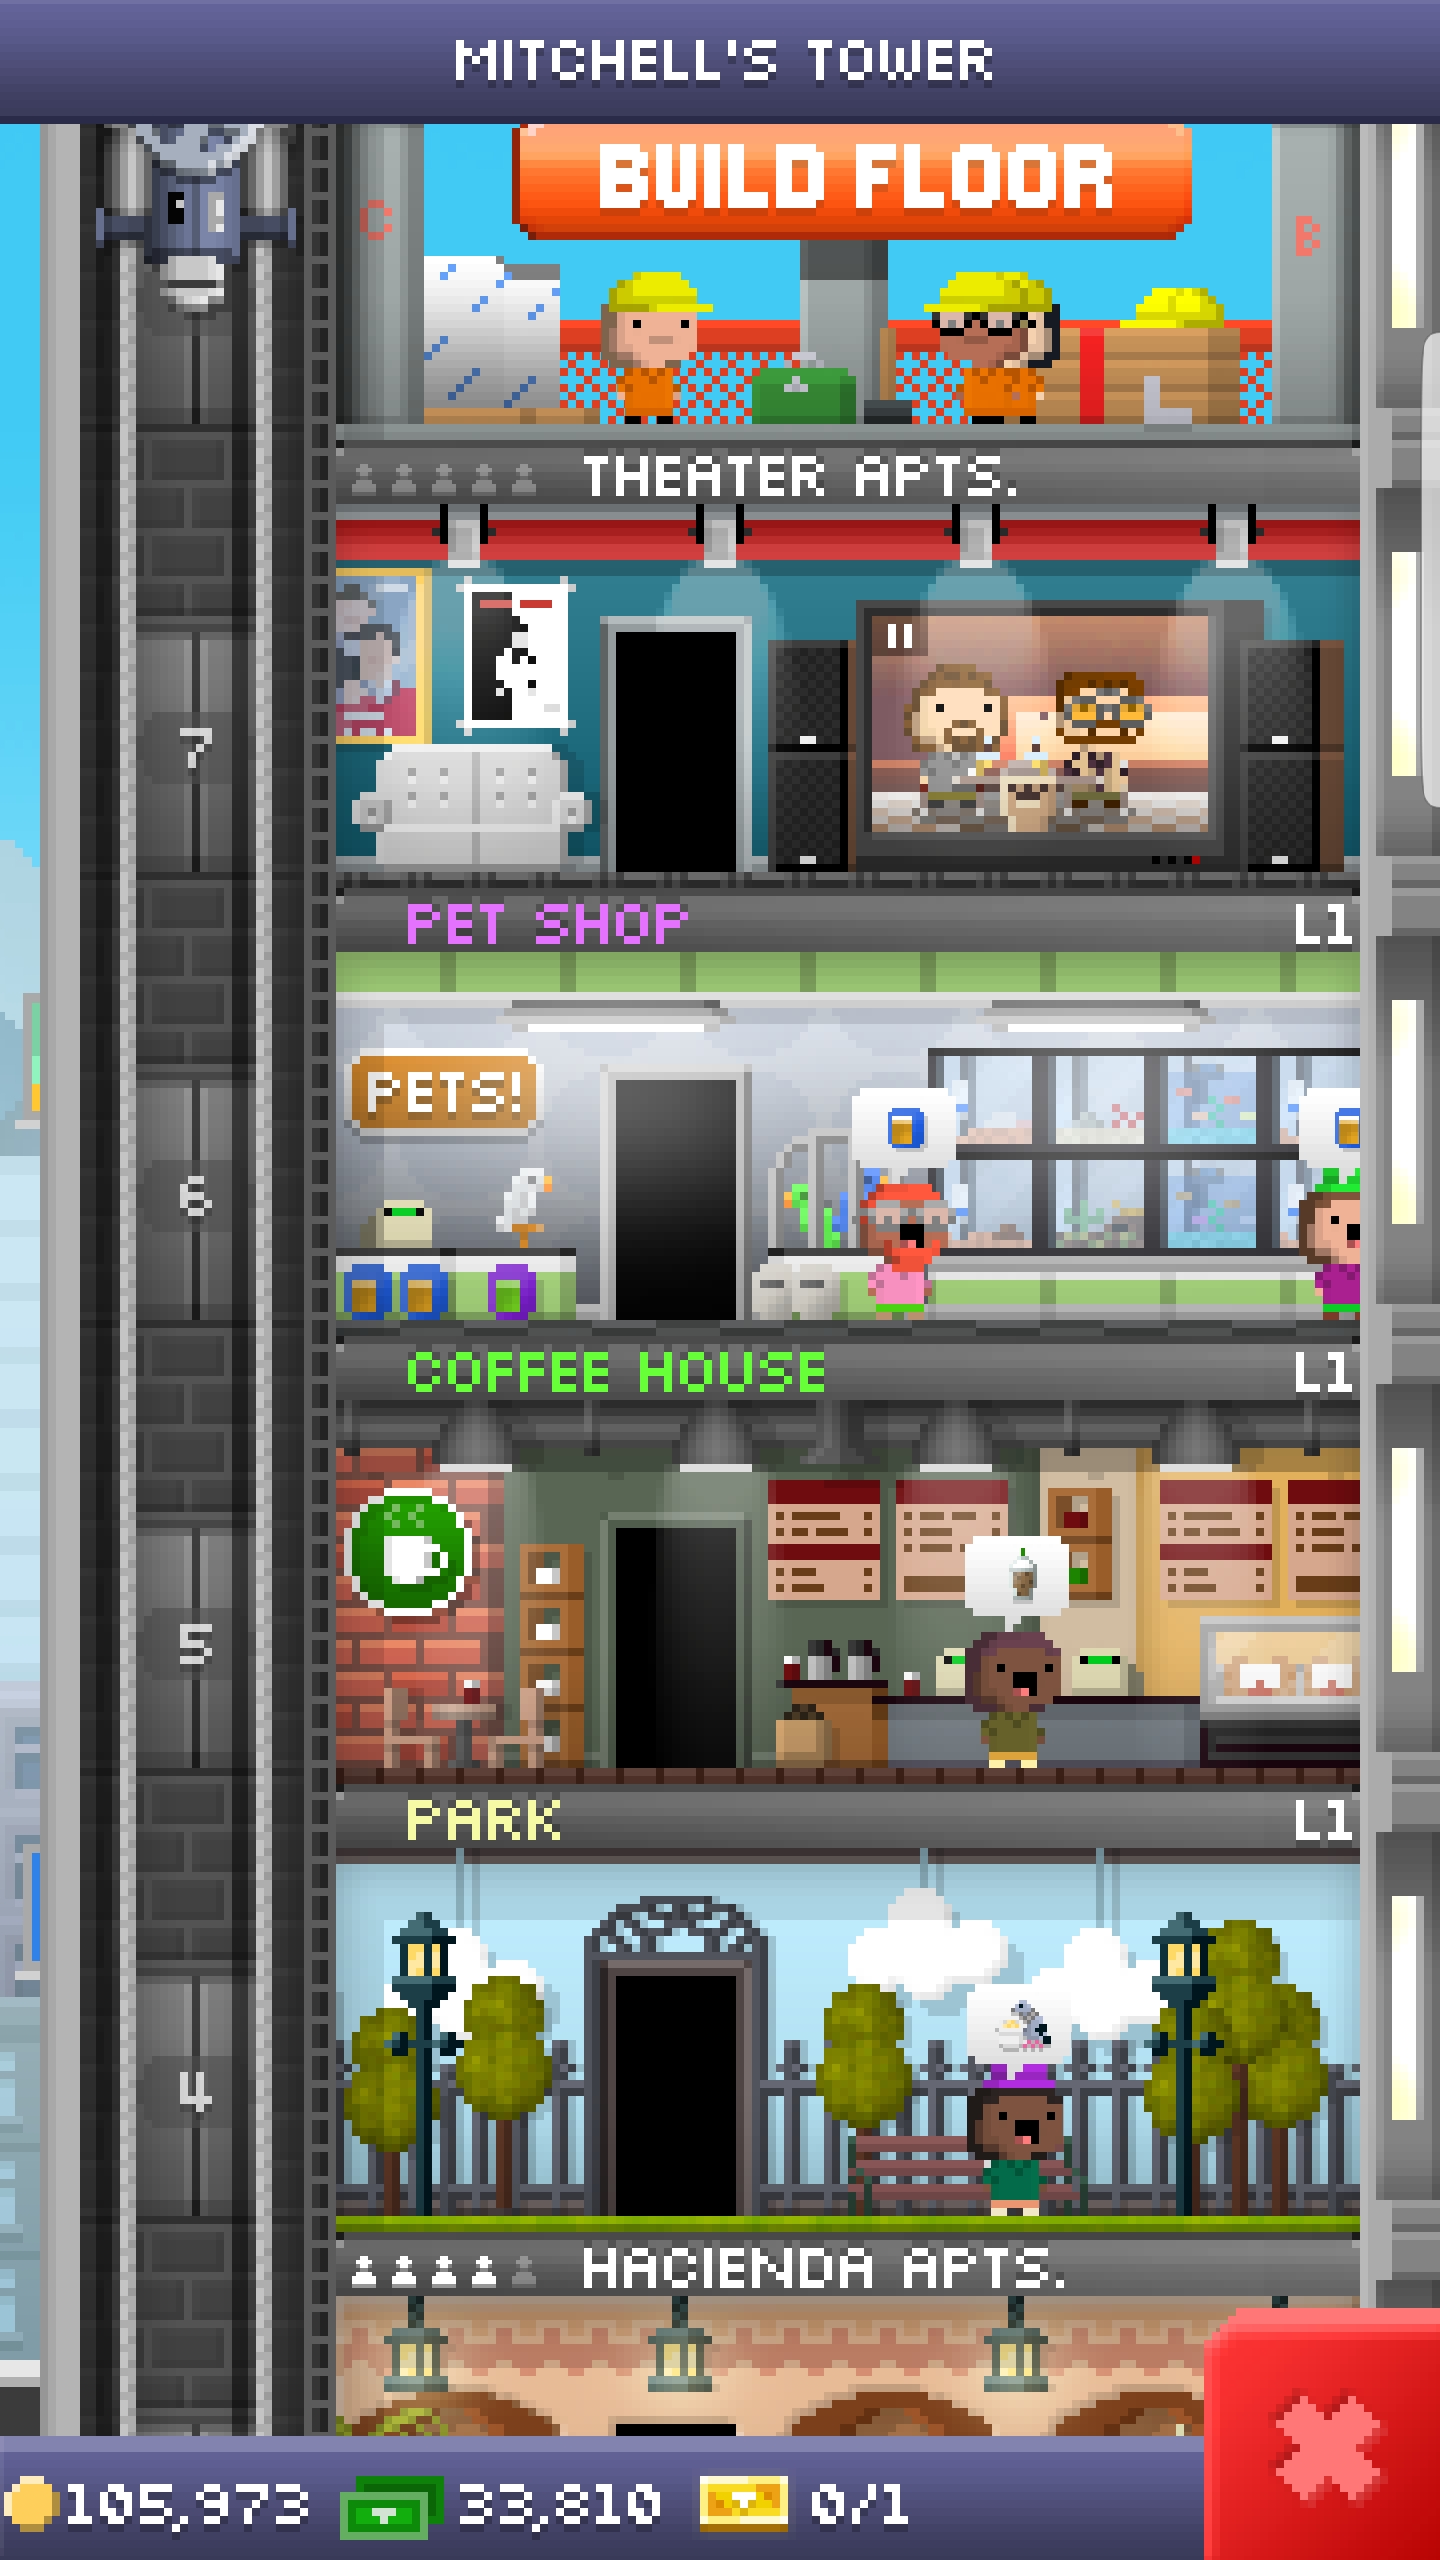 MITCHELL'S TOWER
BUILD FLOOR
C
B
THEATER APTS.
7
PET SHOP L1
PETS!
6
COFFEE HOUSE L1
5
PARK L1
4
HACIENDA APTS.
105,973 33,810 0/1